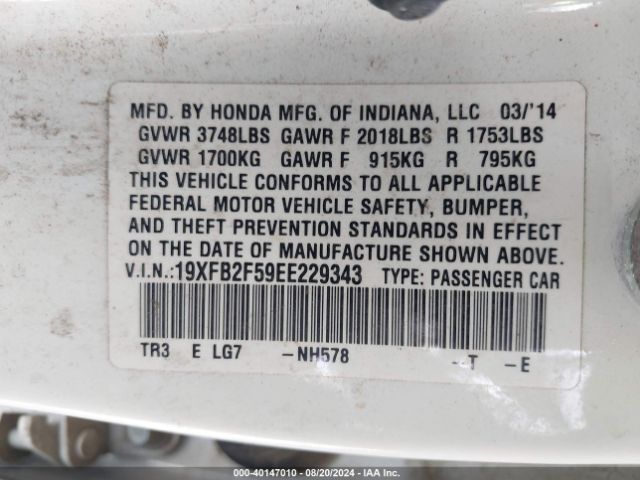 MFD. BY HONDA MFG. OF INDIANA, LLC 03/'14
GVWR 3748LBS GAWR F 2018LBS R 1753LBS
GVWR 1700KG GAWR F 915KG R 795KG
THIS VEHICLE CONFORMS TO ALL APPLICABLE
FEDERAL MOTOR VEHICLE SAFETY, BUMPER,
AND THEFT PREVENTION STANDARDS IN EFFECT
ON THE DATE OF MANUFACTURE SHOWN ABOVE.
V.I.N.:19XFB2F59EE229343 TYPE: PASSENGER CAR
TR3 E LG7 -NH578 -T -E
000-40147010 - 08/20/2024 - IAA Inc.